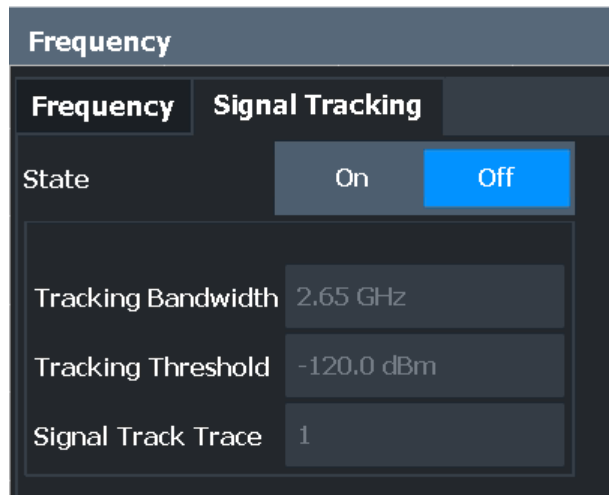 Frequency
Frequency Signal Tracking
State On Off
Tracking Bandwidth 2.65 GHz
Tracking Threshold -120.0 dBm
Signal Track Trace 1